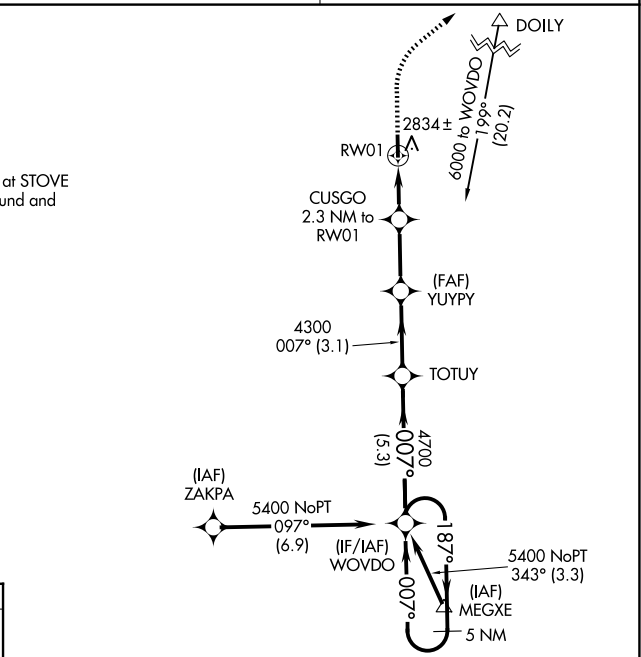 DOILY
6000 to WOVDO
199°
(20.2)
2834±
RW01
at STOVE
und and
CUSGO
2.3 NM to
RW01
(FAF)
YUYPY
4300
007° (3.1)
TOTUY
4700
007°
(5.3)
(IAF)
ZAKPA
5400 NoPT
097°
(6.9)
(IF/IAF)
WOVDO
187°
5400 NoPT
343° (3.3)
007°
(IAF)
MEGXE
5 NM